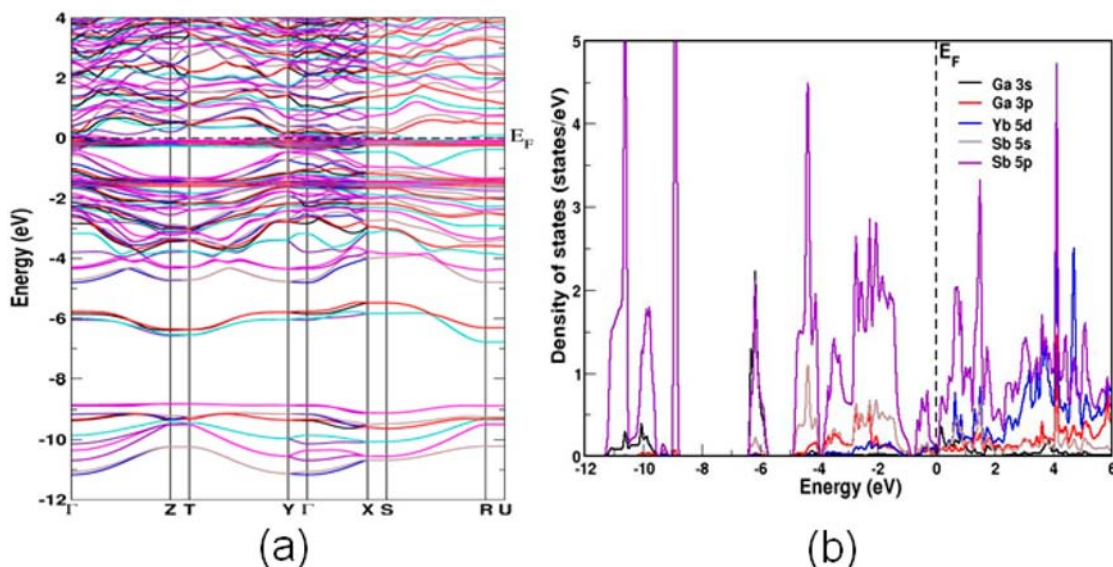 4
2
0
-2
-4
-6
-8
-10
-12
Energy (eV)
E_F
Γ Z T Y Γ X S R U
(a)
5
4
3
2
1
0
Density of states (states/eV)
E_F
Ga 3s
Ga 3p
Yb 5d
Sb 5s
Sb 5p
-12 -10 -8 -6 -4 -2 0 2 4 6
Energy (eV)
(b)